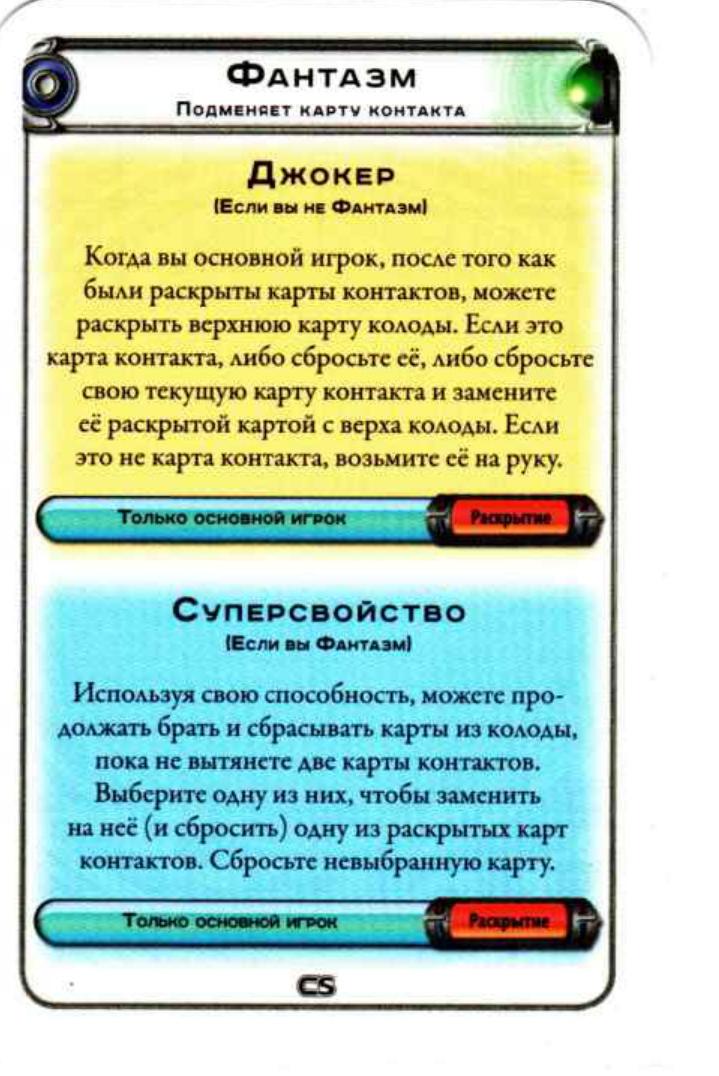 Фантазм
Подменяет карту контакта
Джокер
(Если вы не Фантазм)
Когда вы основной игрок, после того как
были раскрыты карты контактов, можете
раскрыть верхнюю карту колоды. Если это
карта контакта, либо сбросьте её, либо сбросьте
свою текущую карту контакта и замените
её раскрытой картой с верха колоды. Если
это не карта контакта, возьмите её на руку.
Только основной игрок
Раскрытие
Суперсвойство
(Если вы Фантазм)
Используя свою способность, можете про-
должать брать и сбрасывать карты из колоды,
пока не вытянете две карты контактов.
Выберите одну из них, чтобы заменить
на неё (и сбросить) одну из раскрытых карт
контактов. Сбросьте невыбранную карту.
Только основной игрок
Раскрытие
CS